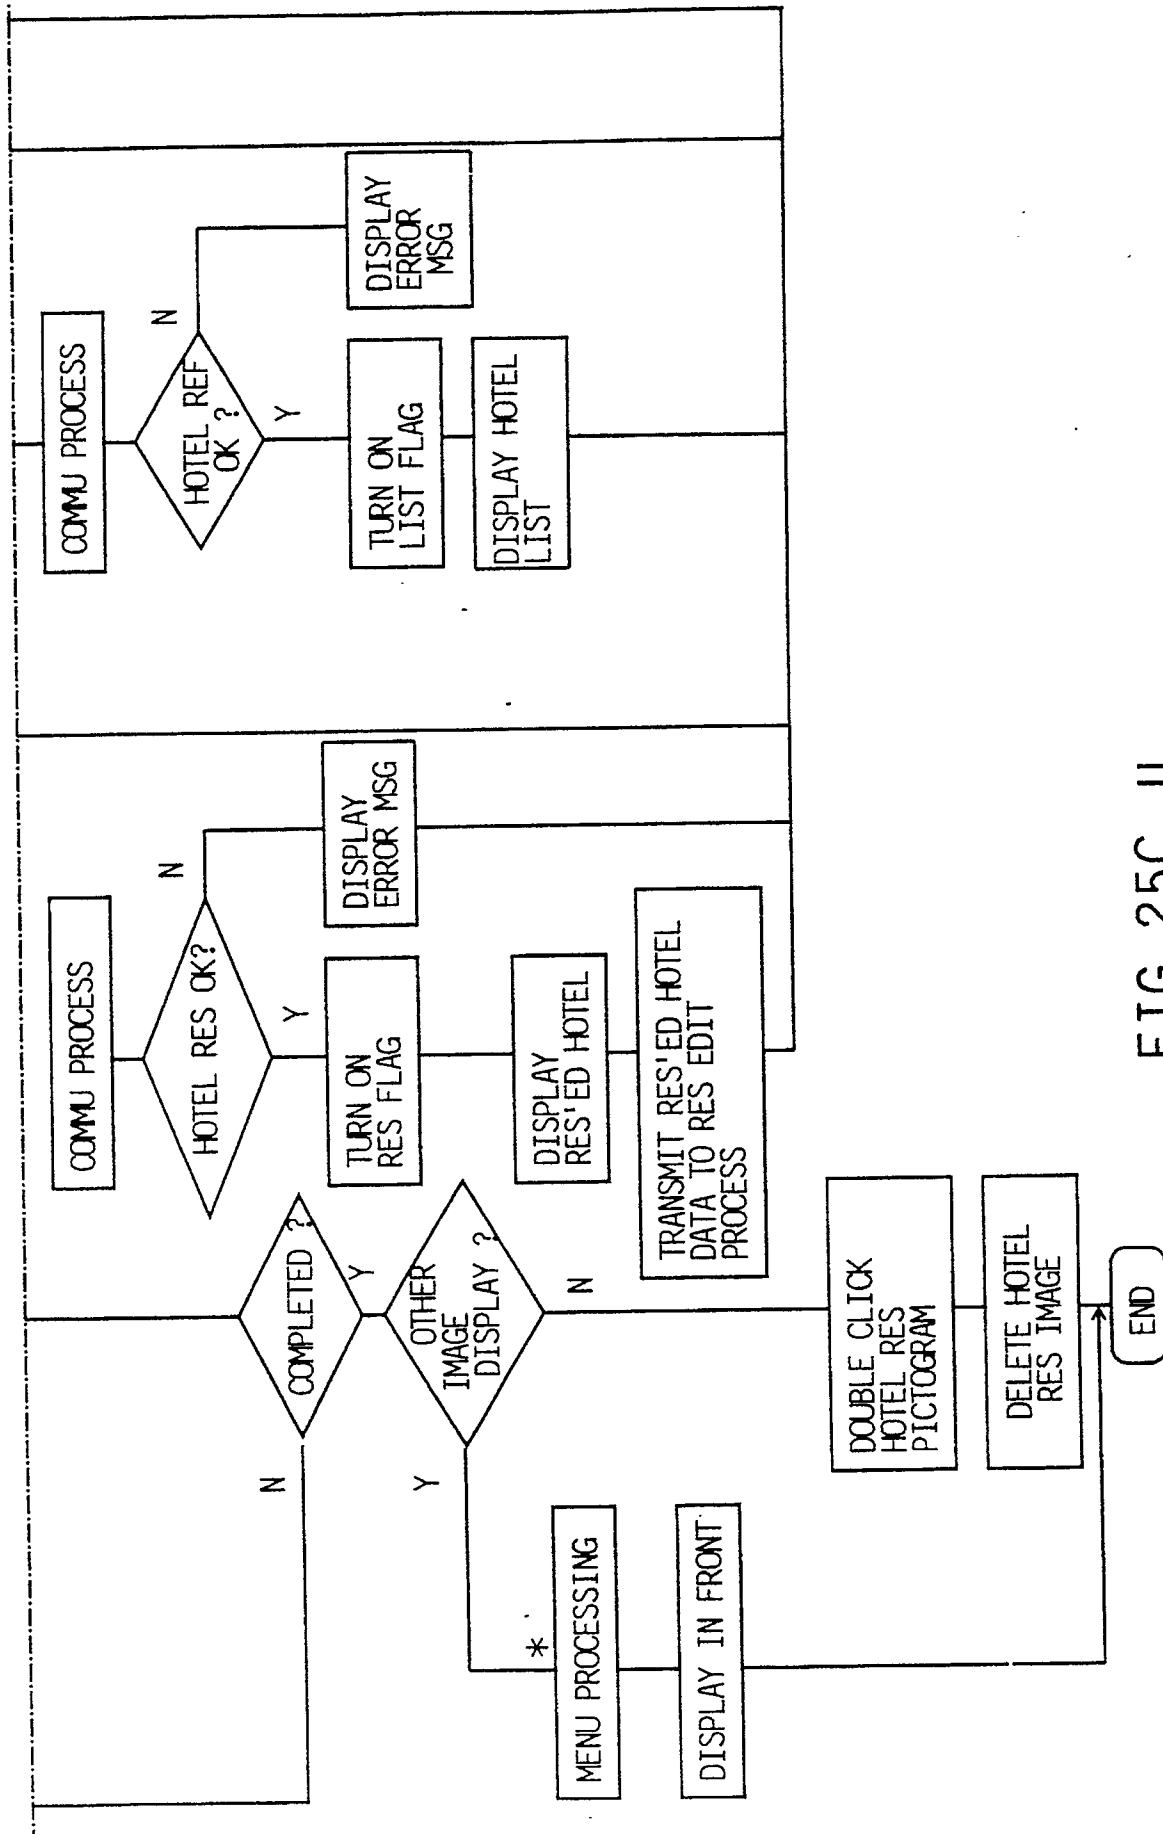 COMPLETED ?
N
Y
OTHER
IMAGE
DISPLAY ?
Y
N
*
MENU PROCESSING
DISPLAY IN FRONT
DOUBLE CLICK
HOTEL RES
PICTOGRAM
DELETE HOTEL
RES IMAGE
END
COMMU PROCESS
HOTEL RES OK?
N
Y
TURN ON
RES FLAG
DISPLAY
ERROR MSG
DISPLAY
RES'ED HOTEL
TRANSMIT RES'ED HOTEL
DATA TO RES EDIT
PROCESS
COMMU PROCESS
HOTEL REF
OK ?
N
Y
TURN ON
LIST FLAG
DISPLAY
ERROR
MSG
DISPLAY HOTEL
LIST
FIG 25C II